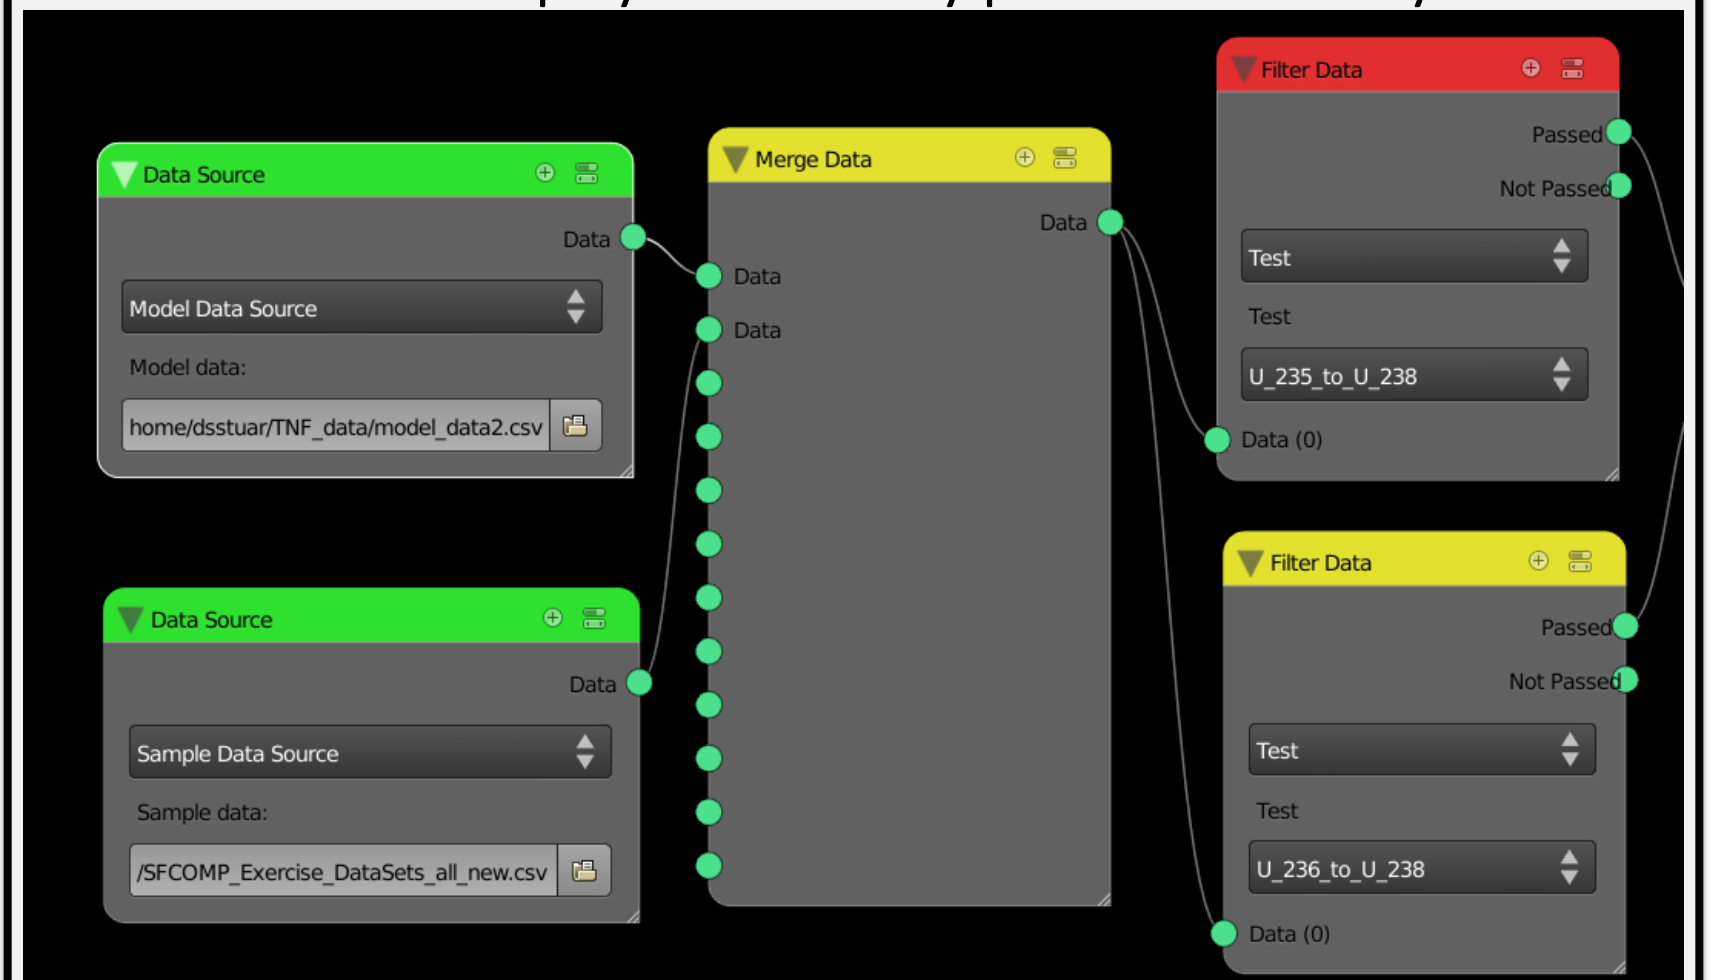 Data Source
Data
Model Data Source
Model data:
home/dsstuar/TNF_data/model_data2.csv
Data Source
Data
Sample Data Source
Sample data:
/SFCOMP_Exercise_DataSets_all_new.csv
Merge Data
Data
Data
Data
Filter Data
Passed
Not Passed
Test
Test
U_235_to_U_238
Data (0)
Filter Data
Passed
Not Passed
Test
Test
U_236_to_U_238
Data (0)